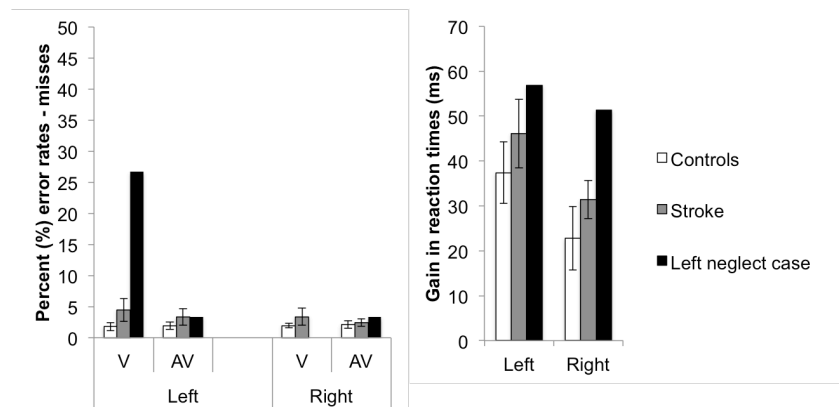 Percent (%) error rates - misses
50
45
40
35
30
25
20
15
10
5
0
V AV V AV
Left Right
Gain in reaction times (ms)
70
60
50
40
30
20
10
0
Left Right
Controls
Stroke
Left neglect case